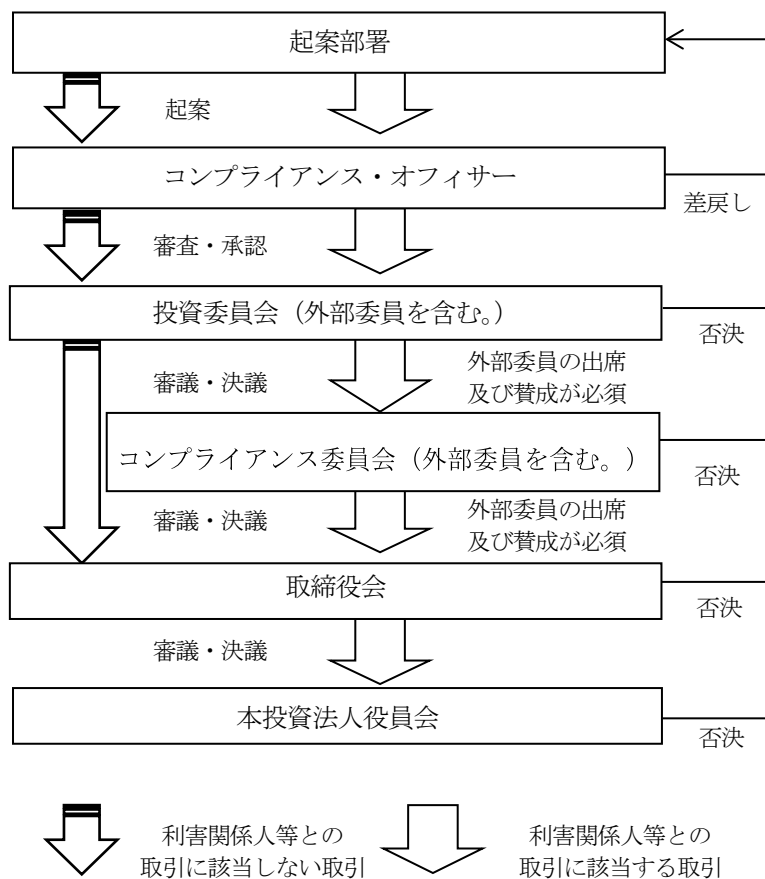 起案部署
起案
コンプライアンス・オフィサー
差戻し
審査・承認
投資委員会（外部委員を含む。）
否決
審議・決議
外部委員の出席
及び賛成が必須
コンプライアンス委員会（外部委員を含む。）
否決
審議・決議
外部委員の出席
及び賛成が必須
取締役会
否決
審議・決議
本投資法人役員会
否決
利害関係人等との
取引に該当しない取引
利害関係人等との
取引に該当する取引